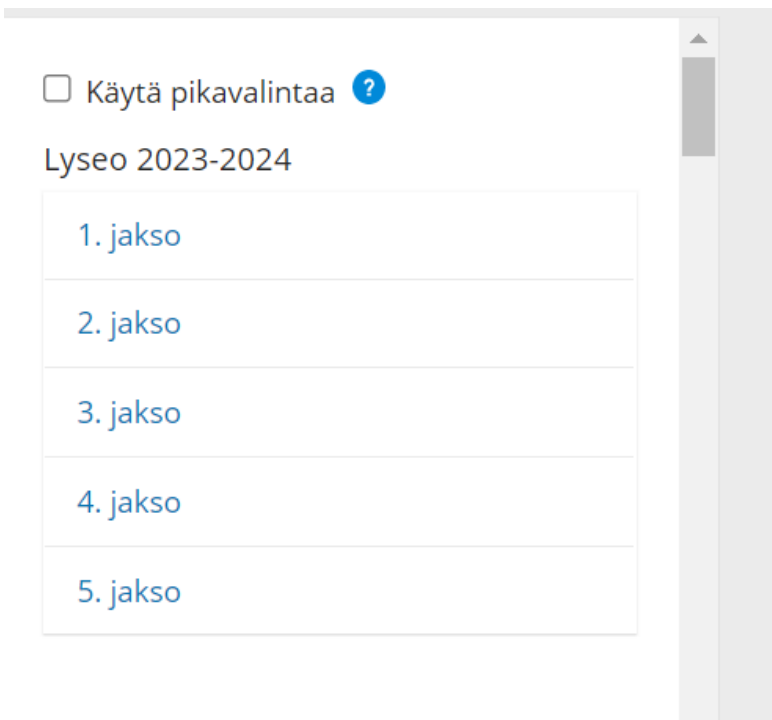 Käytä pikavalintaa ?
Lyseo 2023-2024
1. jakso
2. jakso
3. jakso
4. jakso
5. jakso